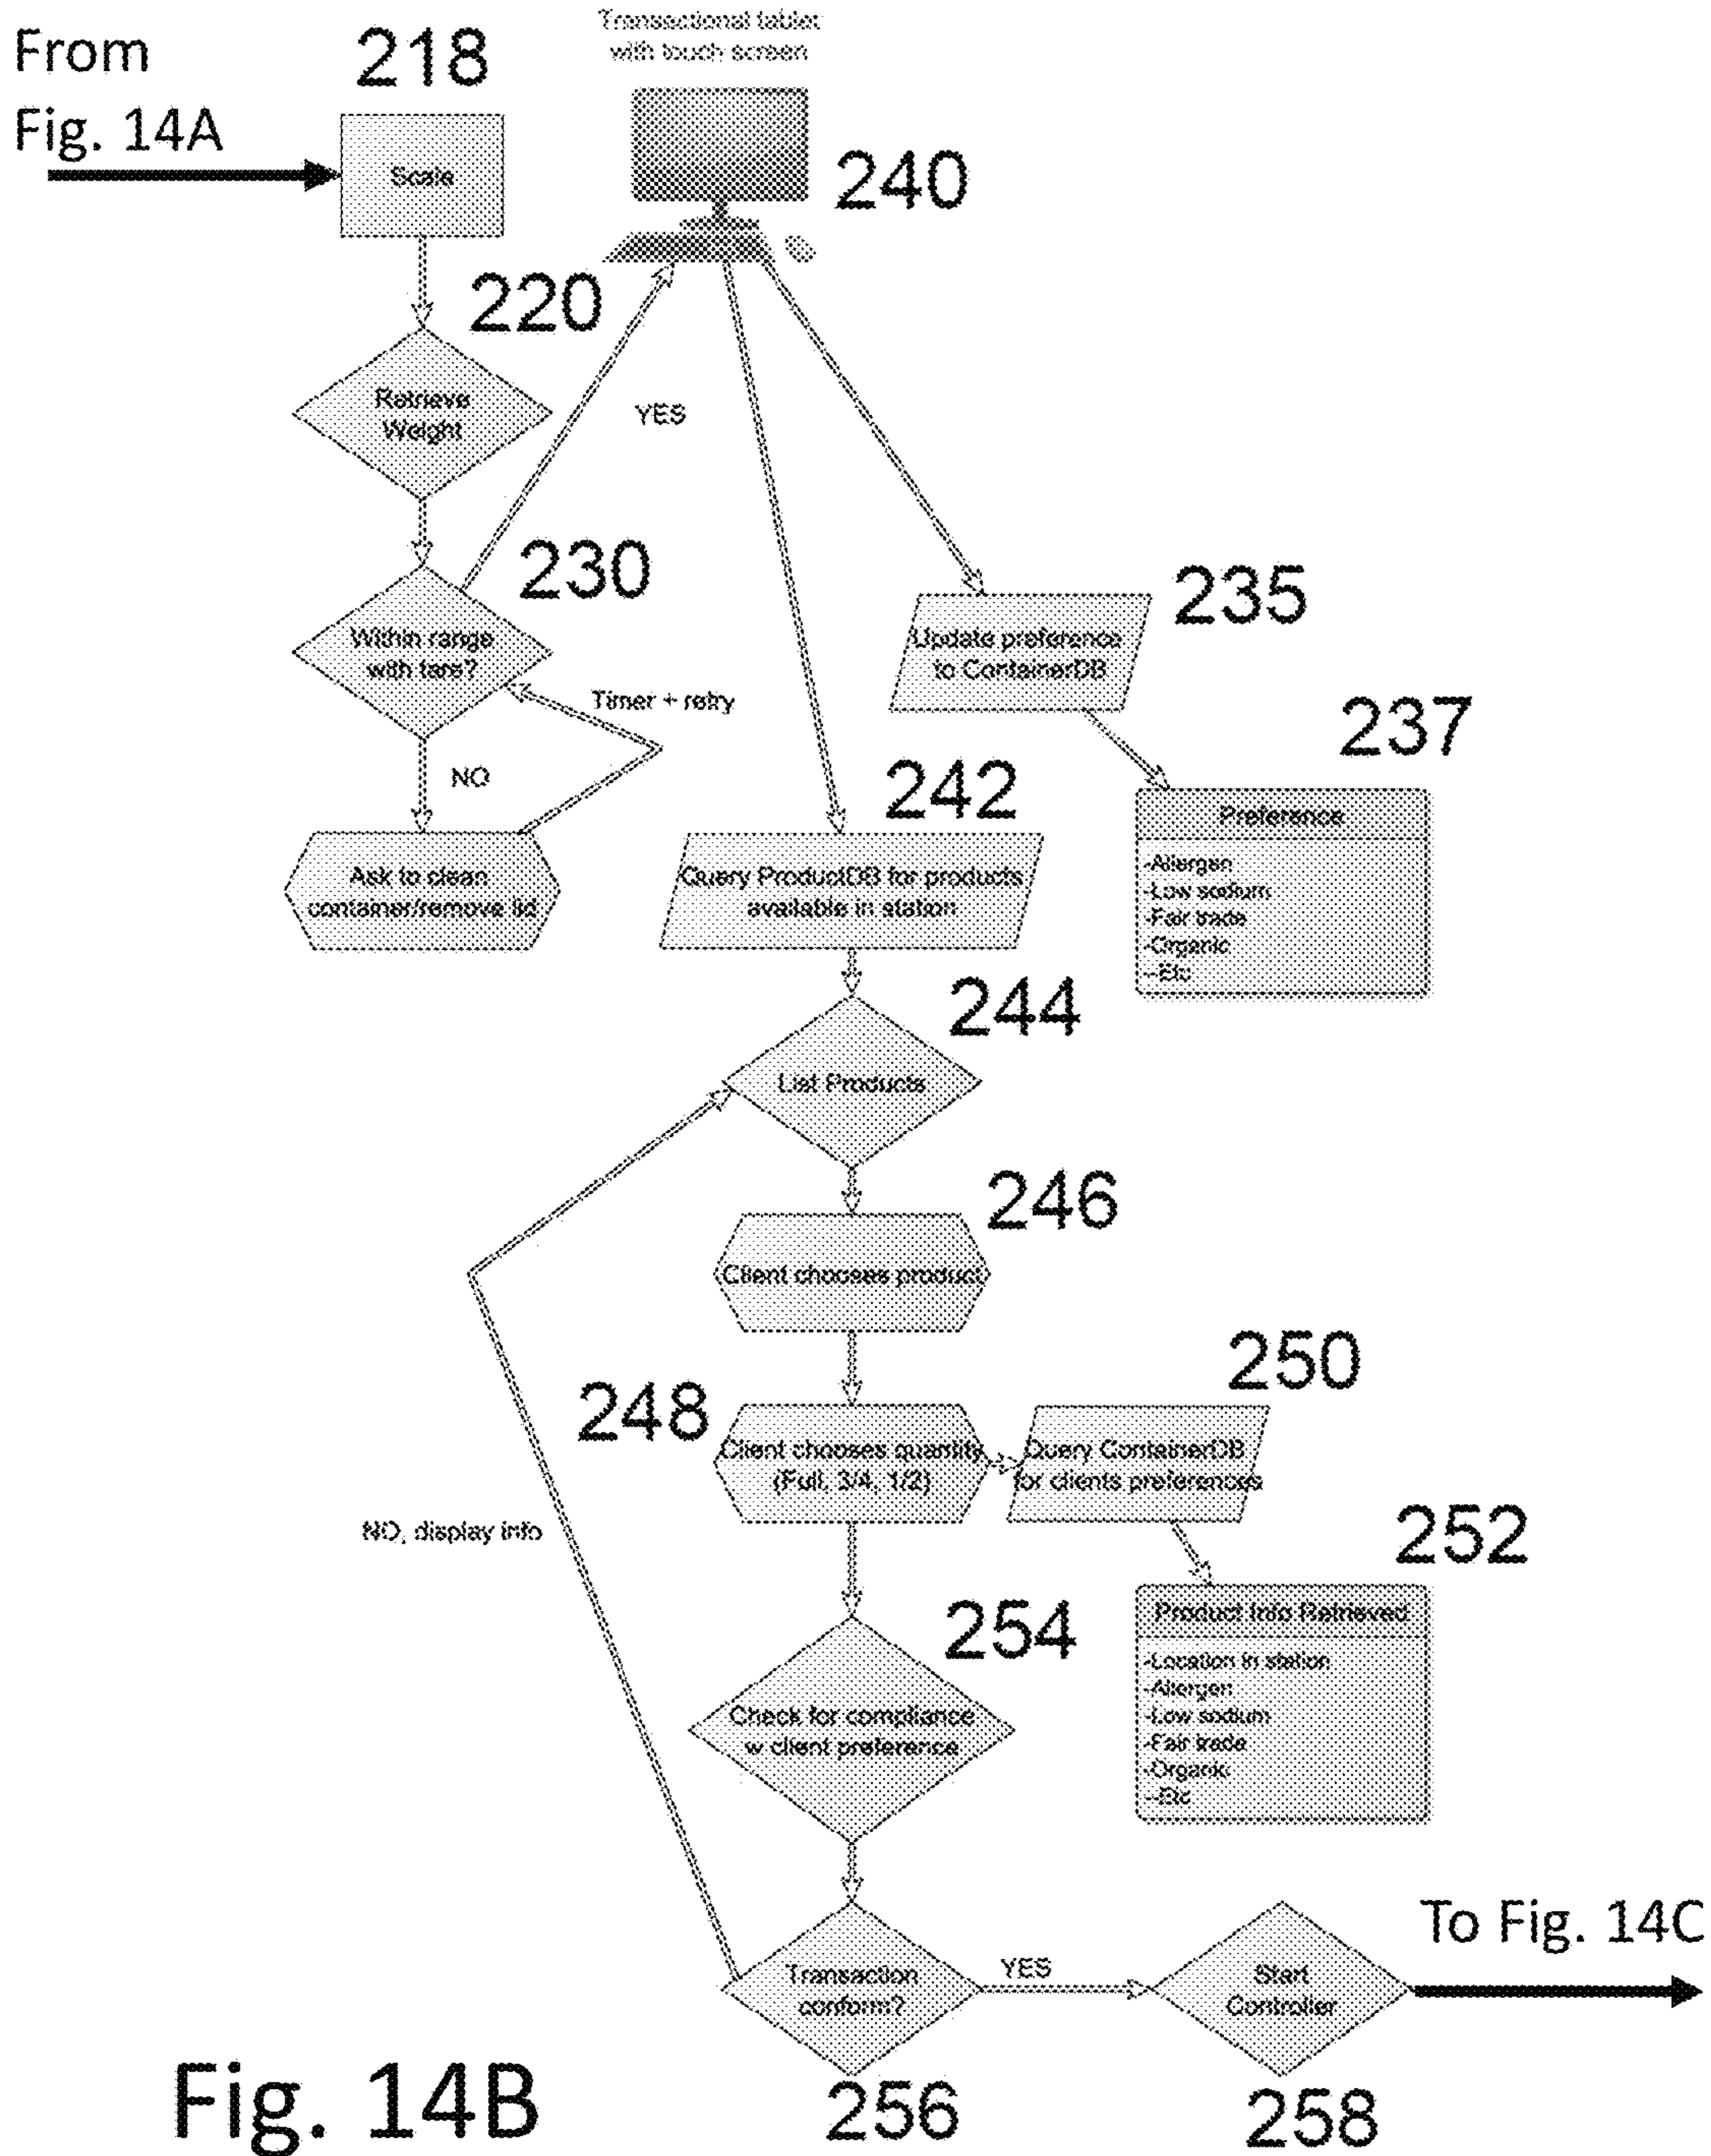 From
Fig. 14A
218
Scale
Transactional tablet
with touch screen
240
220
Retrieve
Weight
YES
230
Within range
with tare?
Timer + retry
NO
Ask to clean
container/remove lid
235
Update preference
to ContainerDB
237
Preference
-Allergen
-Low sodium
-Fair trade
-Organic
--Etc
242
Query ProductDB for products
available in station
244
List Products
246
Client chooses product
248
Client chooses quantity
(Full, 3/4, 1/2)
250
Query ContainerDB
for clients preferences
252
Product Info Retrieved
-Location in station
-Allergen
-Low sodium
-Fair trade
-Organic
--Etc
NO, display info
254
Check for compliance
w client preference
Transaction
conform?
256
YES
Start
Controller
258
To Fig. 14C
Fig. 14B